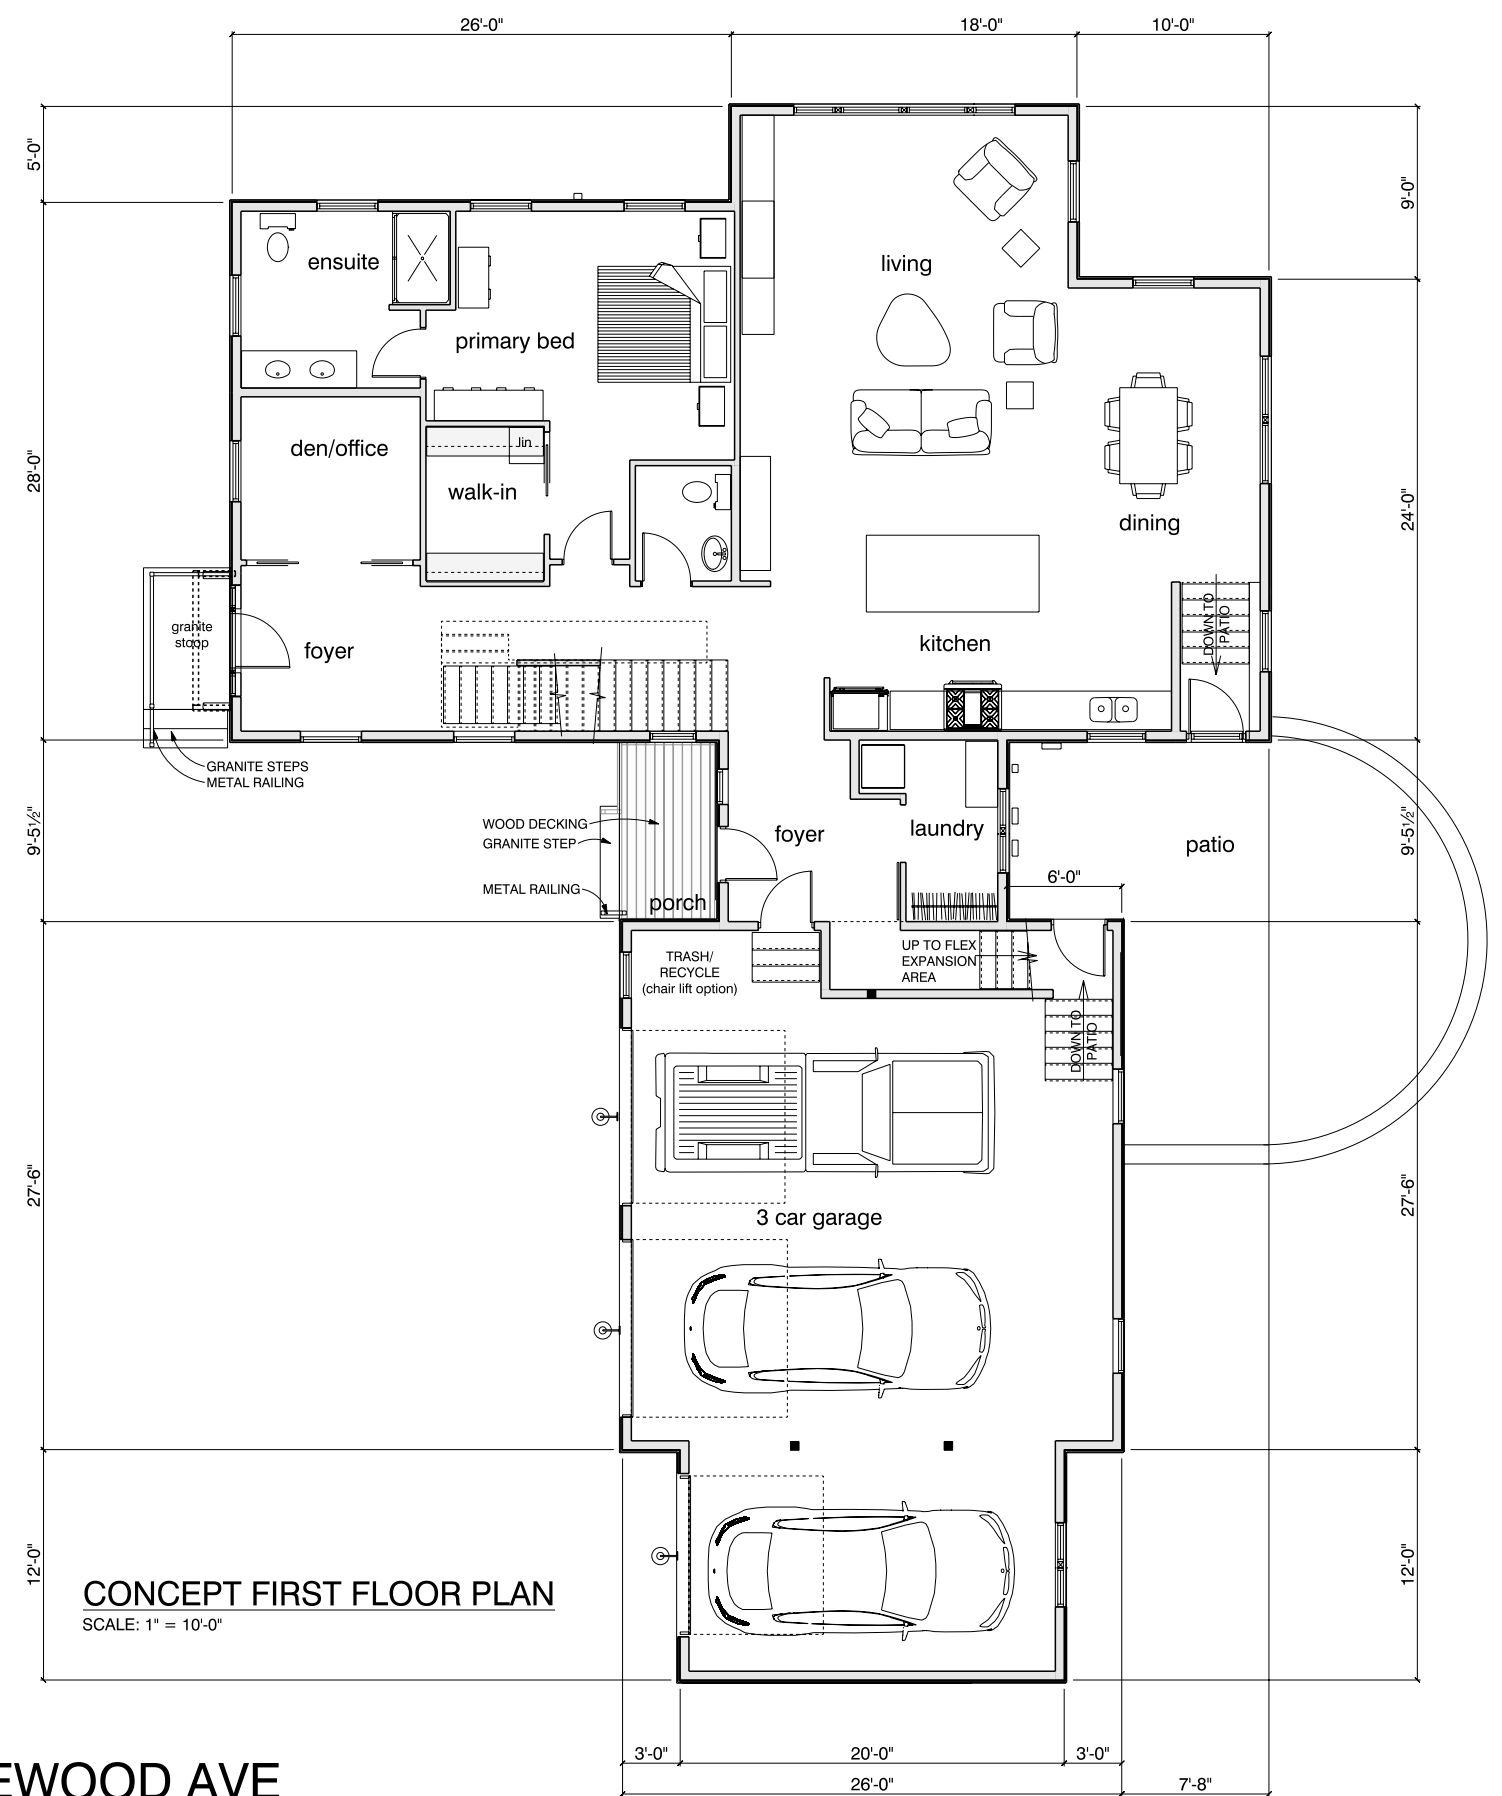 26'-0"
18'-0"
10'-0"
5'-0"
9'-0"
ensuite
living
primary bed
den/office
lin
walk-in
28'-0"
24'-0"
dining
granite
stoop
foyer
kitchen
DOWN TO
PATIO
GRANITE STEPS
METAL RAILING
9'-5½"
WOOD DECKING
GRANITE STEP
METAL RAILING
porch
foyer
laundry
patio
9'-5½"
6'-0"
TRASH/
RECYCLE
(chair lift option)
UP TO FLEX
EXPANSION
AREA
DOWN TO
PATIO
27'-6"
27'-6"
3 car garage
12'-0"
12'-0"
CONCEPT FIRST FLOOR PLAN
SCALE: 1" = 10'-0"
3'-0"
20'-0"
3'-0"
26'-0"
7'-8"
EWOOD AVE